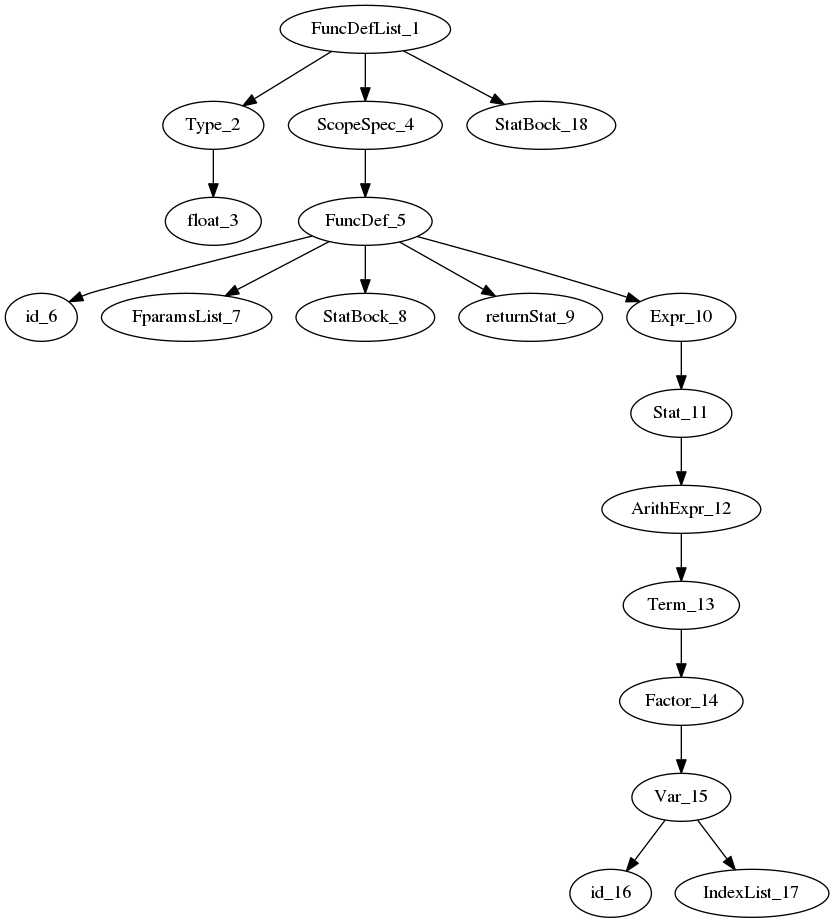 FuncDefList_1
Type_2
ScopeSpec_4
StatBock_18
float_3
FuncDef_5
id_6
FparamsList_7
StatBock_8
returnStat_9
Expr_10
Stat_11
ArithExpr_12
Term_13
Factor_14
Var_15
id_16
IndexList_17